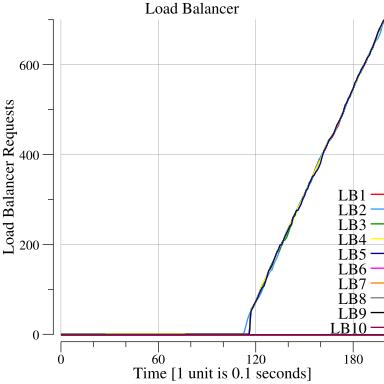 Load Balancer
Load Balancer Requests
600
400
200
0
LB1
LB2
LB3
LB4
LB5
LB6
LB7
LB8
LB9
LB10
0 60 120 180
Time [1 unit is 0.1 seconds]